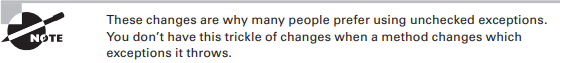 These changes are why many people prefer using unchecked exceptions.
NOTE
You don't have this trickle of changes when a method changes which
exceptions it throws.